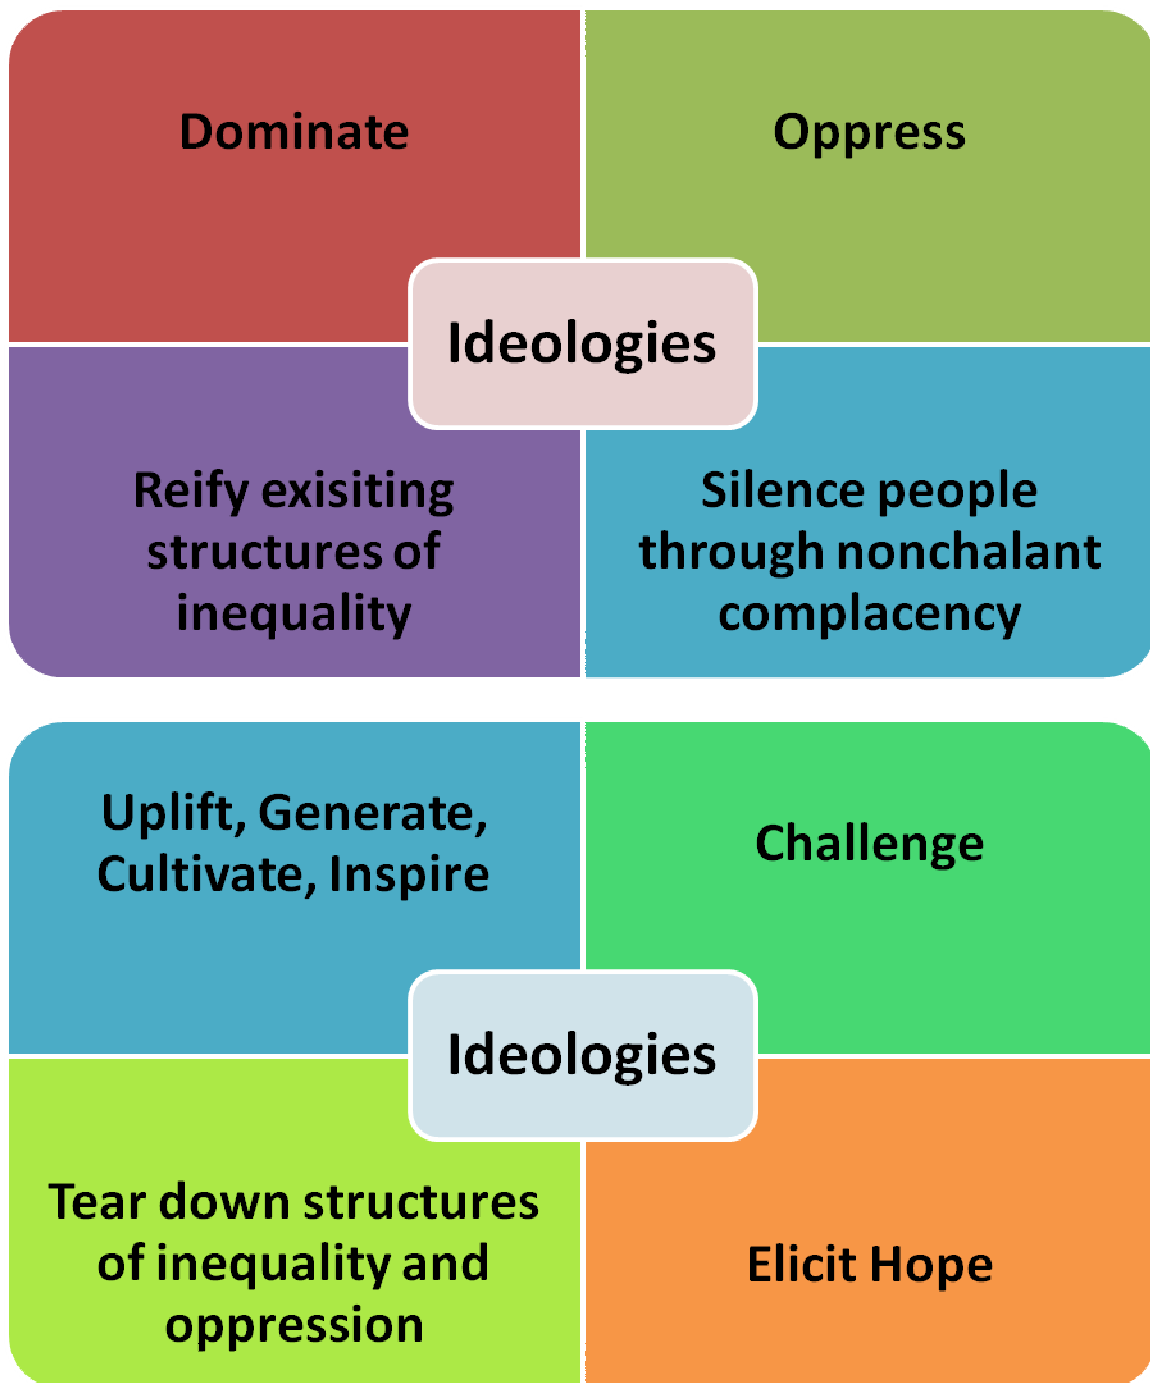 Dominate
Oppress
Ideologies
Reify exisiting
structures of
inequality
Silence people
through nonchalant
complacency
Uplift, Generate,
Cultivate, Inspire
Challenge
Ideologies
Tear down structures
of inequality and
oppression
Elicit Hope